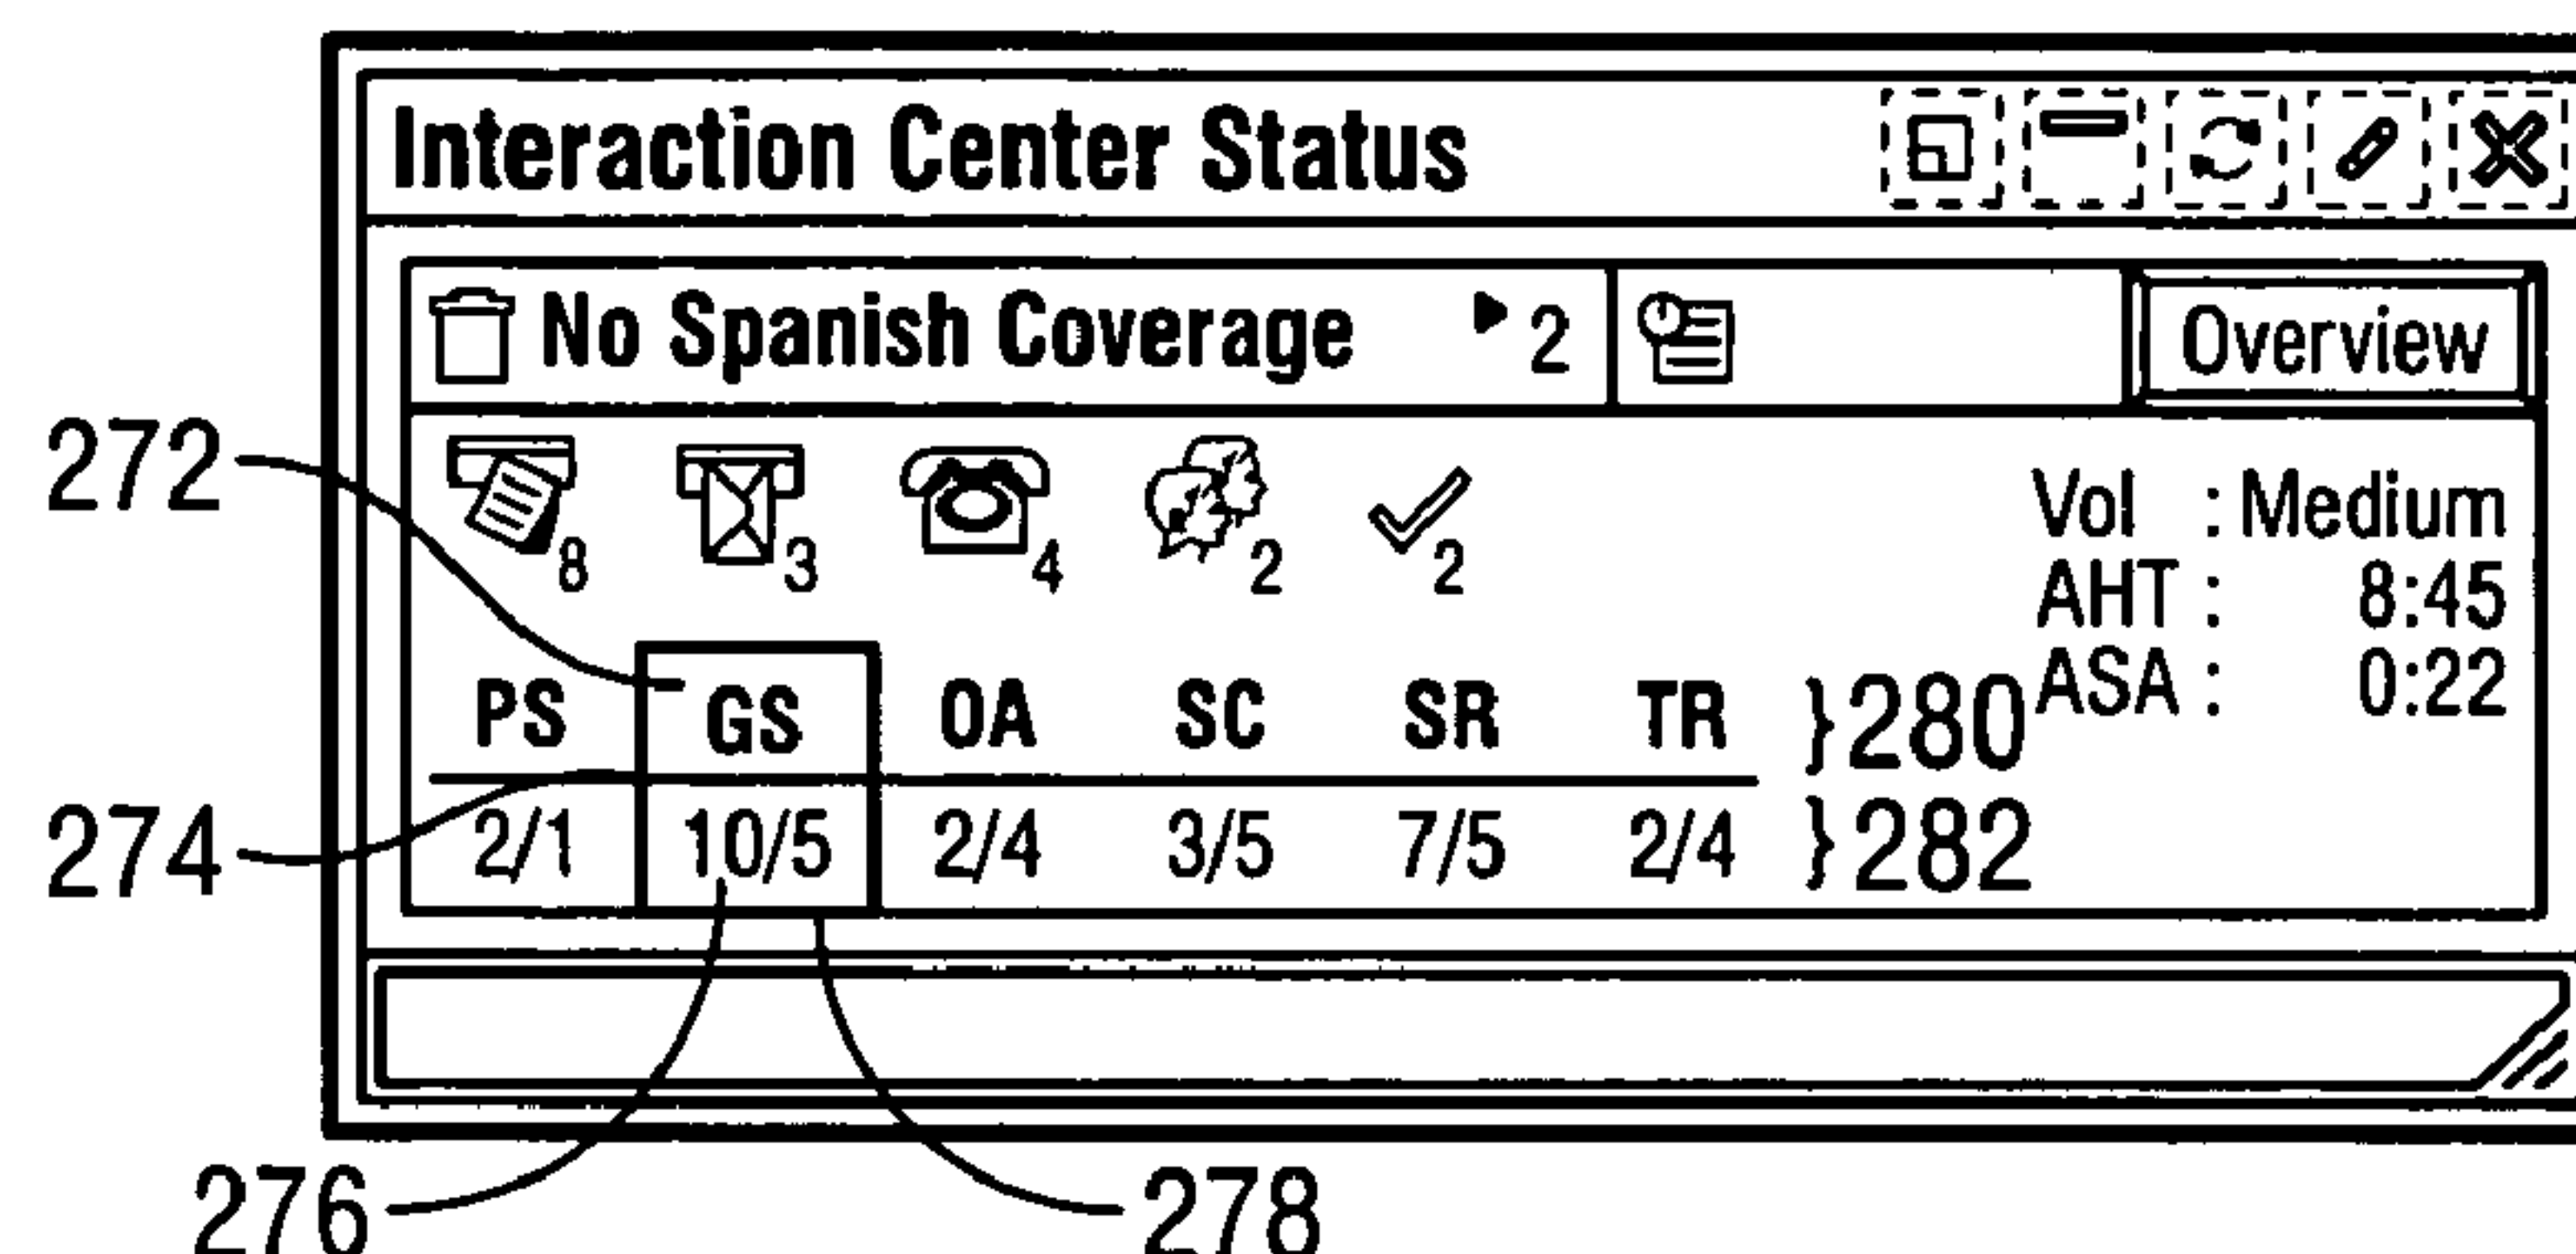 Interaction Center Status
No Spanish Coverage 2 Overview
272
8 3 4 2 2
Vol : Medium
AHT : 8:45
ASA : 0:22
PS GS OA SC SR TR }280
274
2/1 10/5 2/4 3/5 7/5 2/4 }282
276 278